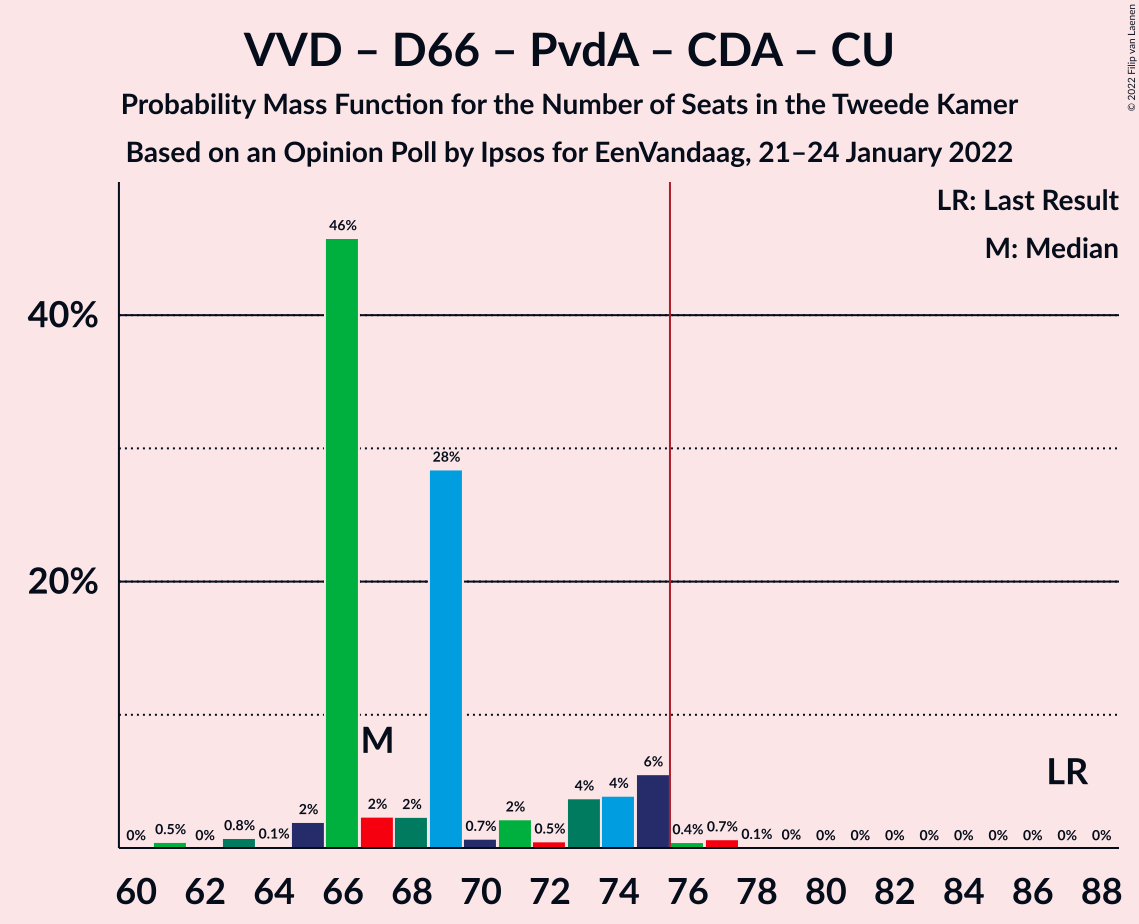 VVD – D66 – PvdA – CDA – CU
Probability Mass Function for the Number of Seats in the Tweede Kamer
Based on an Opinion Poll by Ipsos for EenVandaag, 21–24 January 2022
© 2022 Filip van Laenen
LR: Last Result
M: Median
46%
40%
28%
20%
M
LR
0% 0.5% 0% 0.8% 0.1% 2% 2% 2% 0.7% 2% 0.5% 4% 4% 6% 0.4% 0.7% 0.1% 0% 0% 0% 0% 0% 0% 0% 0% 0% 0%
60 62 64 66 68 70 72 74 76 78 80 82 84 86 88